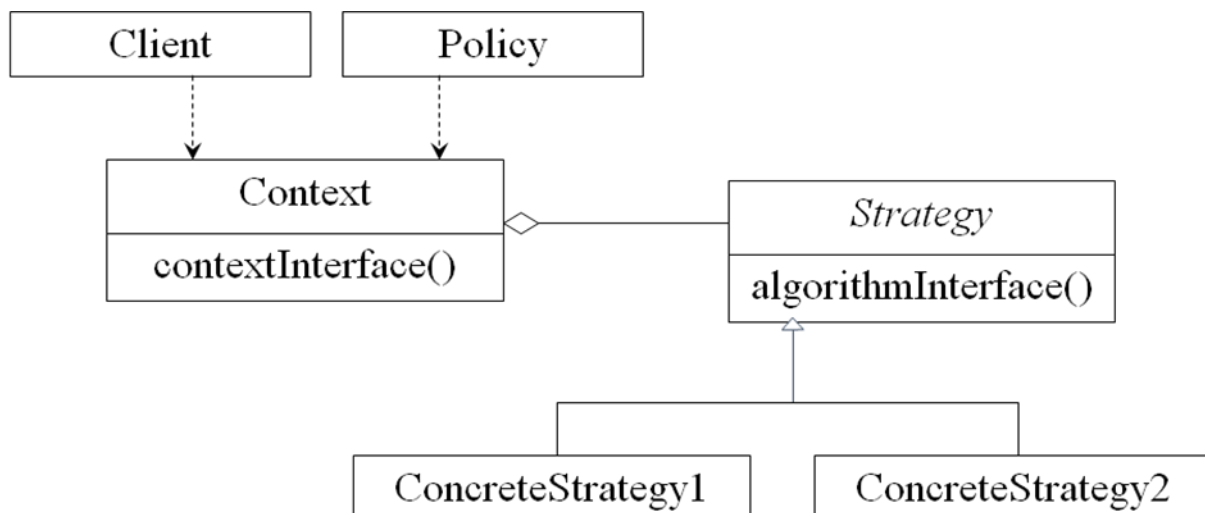 Client
Policy
Context
contextInterface()
Strategy
algorithmInterface()
ConcreteStrategy1
ConcreteStrategy2